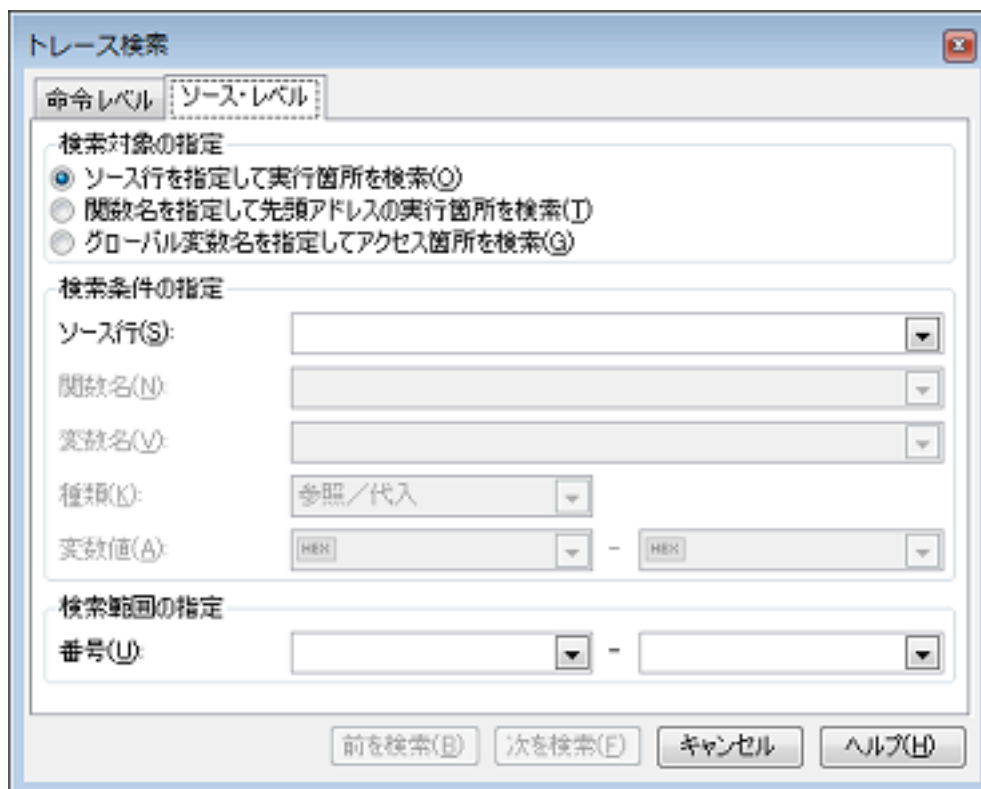 トレース検索
命令レベル ソース・レベル
検索対象の指定
ソース行を指定して実行箇所を検索(O)
関数名を指定して先頭アドレスの実行箇所を検索(T)
グローバル変数名を指定してアクセス箇所を検索(G)
検索条件の指定
ソース行(S):
関数名(N):
変数名(V):
種類(K): 参照／代入
変数値(A): HEX - HEX
検索範囲の指定
番号(U): -
前を検索(B) 次を検索(F) キャンセル ヘルプ(H)